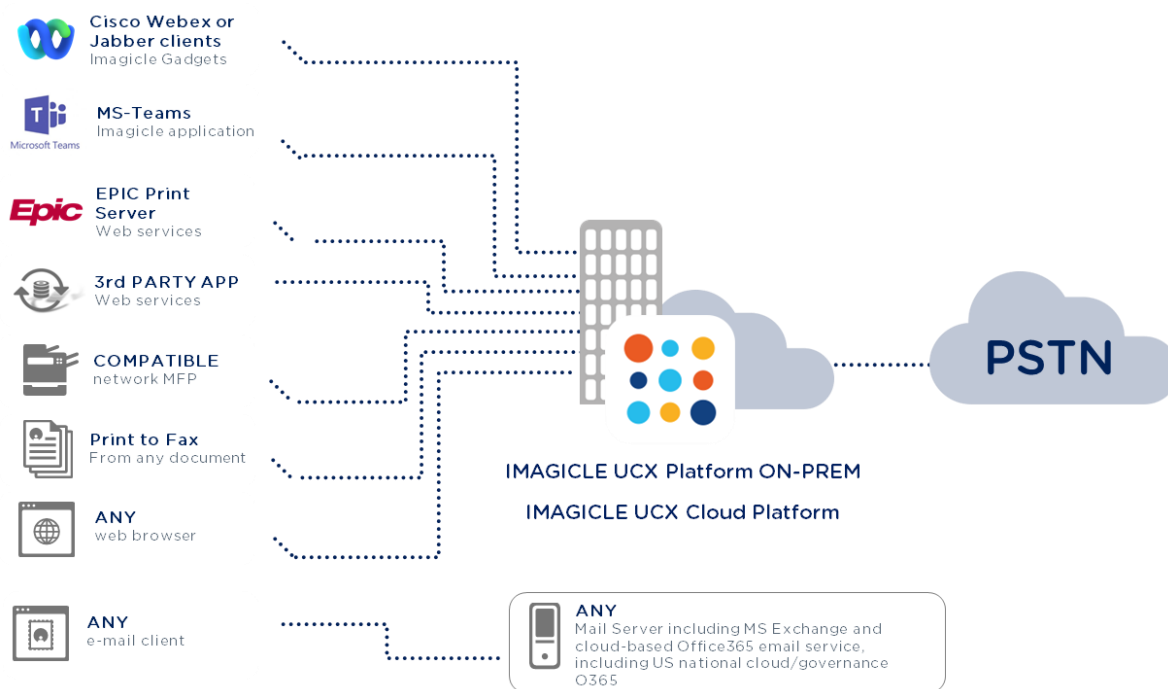 Cisco Webex or
Jabber clients
Imagicle Gadgets
MS-Teams
Imagicle application
T
Microsoft Teams
EPIC Print
Server
Web services
Epic
3rd PARTY APP
Web services
COMPATIBLE
network MFP
Print to Fax
From any document
ANY
web browser
ANY
e-mail client
IMAGICLE UCX Platform ON-PREM
IMAGICLE UCX Cloud Platform
PSTN
ANY
Mail Server including MS Exchange and
cloud-based Office365 email service,
including US national cloud/governance
O365